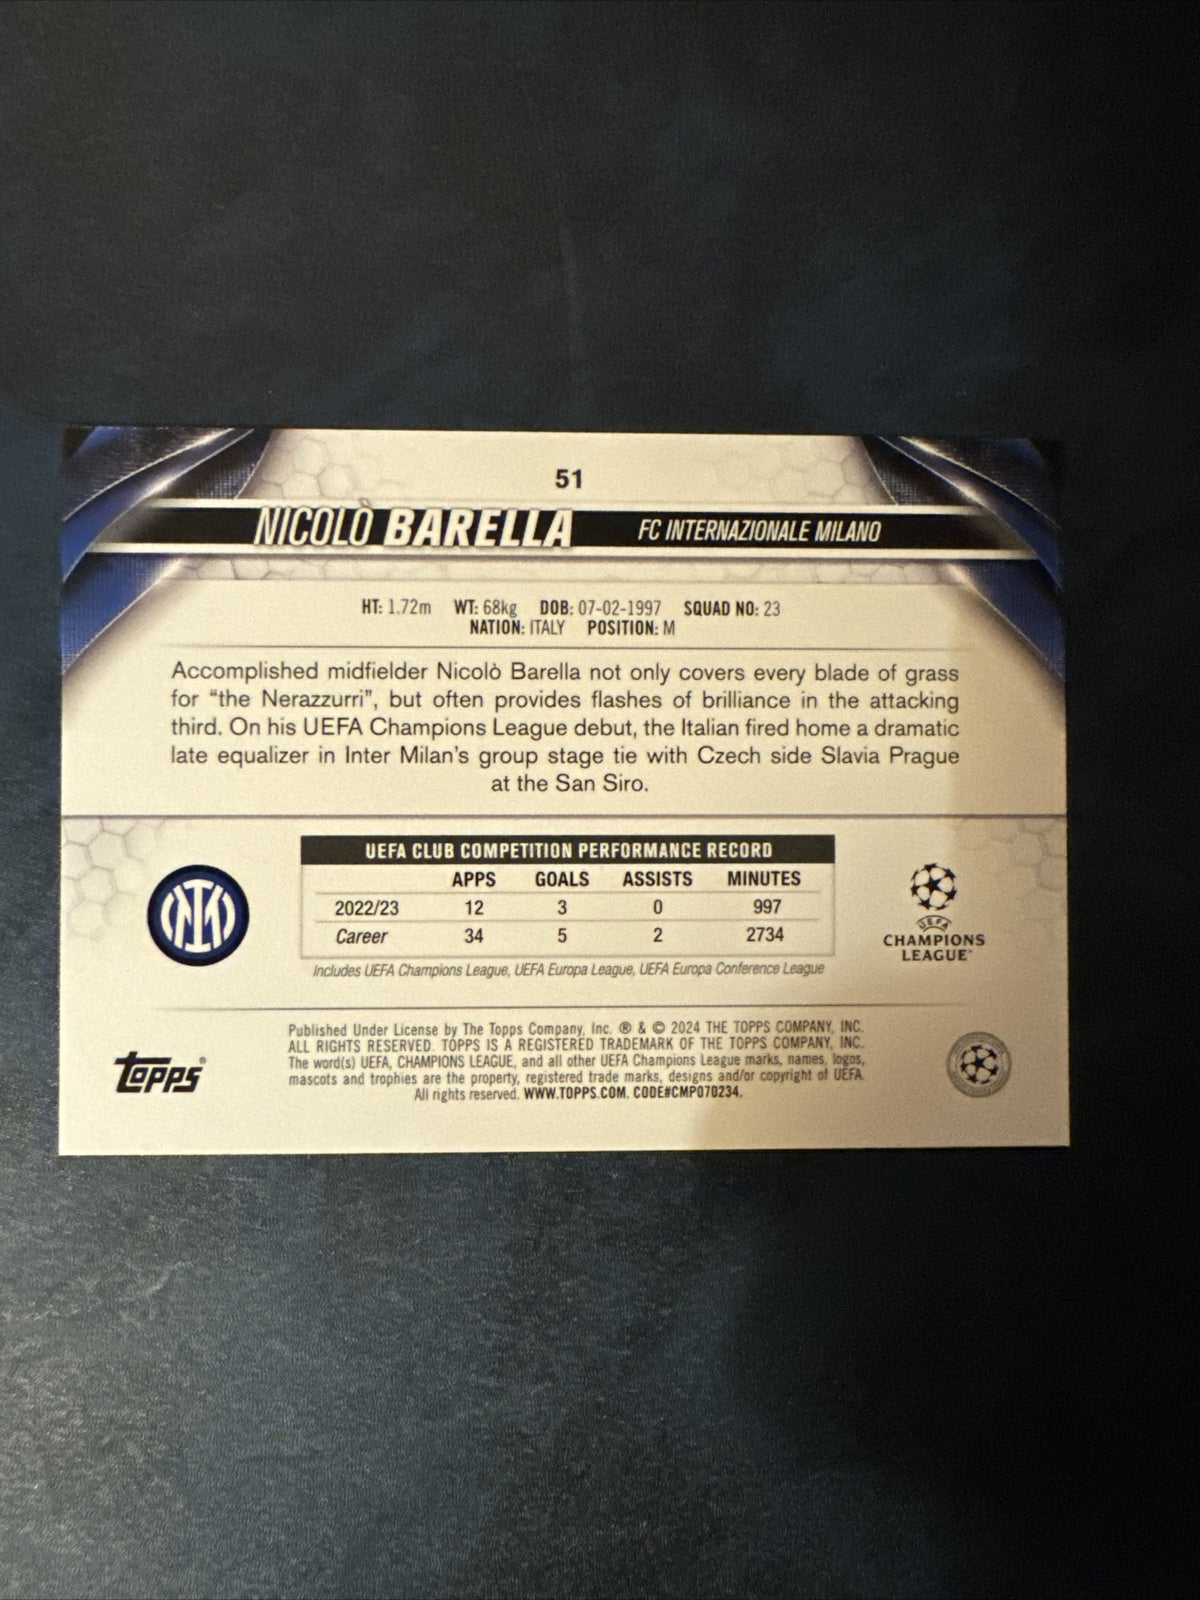 51
NICOLÒ BARELLA FC INTERNAZIONALE MILANO
HT: 1.72m WT: 68kg DOB: 07-02-1997 SQUAD NO: 23
NATION: ITALY POSITION: M
Accomplished midfielder Nicolò Barella not only covers every blade of grass
for “the Nerazzurri”, but often provides flashes of brilliance in the attacking
third. On his UEFA Champions League debut, the Italian fired home a dramatic
late equalizer in Inter Milan’s group stage tie with Czech side Slavia Prague
at the San Siro.
UEFA CLUB COMPETITION PERFORMANCE RECORD
APPS GOALS ASSISTS MINUTES
2022/23 12 3 0 997
Career 34 5 2 2734
Includes UEFA Champions League, UEFA Europa League, UEFA Europa Conference League
UEFA
CHAMPIONS
LEAGUE®
Published Under License by The Topps Company, Inc. ® & © 2024 THE TOPPS COMPANY, INC.
ALL RIGHTS RESERVED. TOPPS IS A REGISTERED TRADEMARK OF THE TOPPS COMPANY, INC.
The word(s) UEFA, CHAMPIONS LEAGUE, and all other UEFA Champions League marks, names, logos,
mascots and trophies are the property, registered trade marks, designs and/or copyright of UEFA.
All rights reserved. WWW.TOPPS.COM. CODE#CMP070234.
TOPPS®